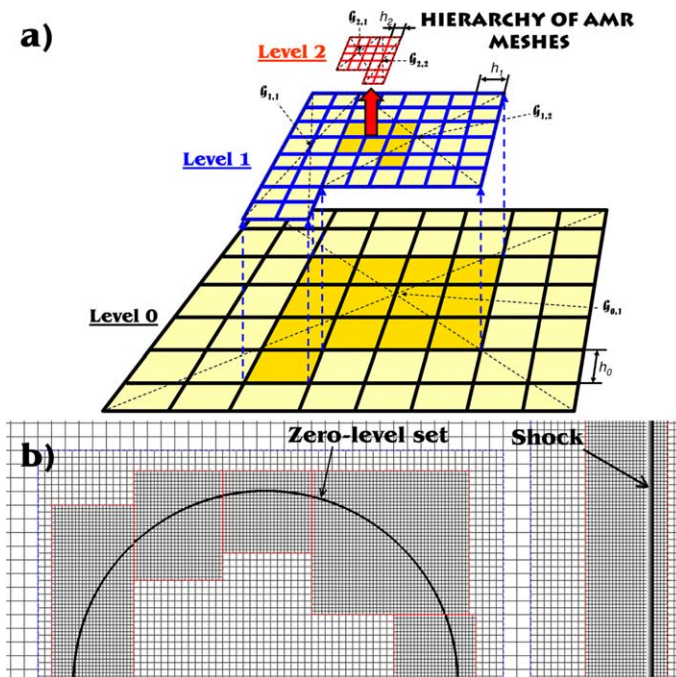 a)
HIERARCHY OF AMR
MESHES
𝒢2,1
h2
Level 2
𝒢2,2
h1
𝒢1,1
𝒢1,2
Level 1
Level 0
𝒢0,1
h0
b)
Zero-level set
Shock